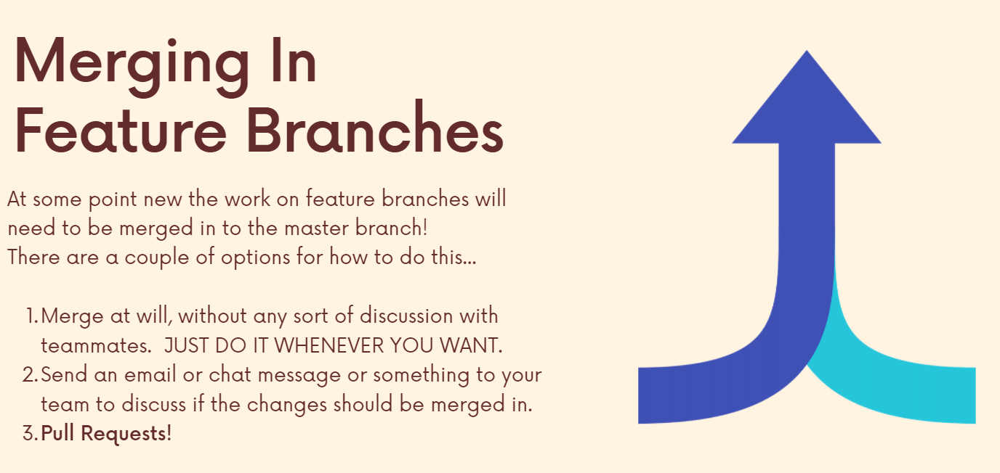 Merging In
Feature Branches
At some point new the work on feature branches will
need to be merged in to the master branch!
There are a couple of options for how to do this...
1. Merge at will, without any sort of discussion with
teammates.  JUST DO IT WHENEVER YOU WANT.
2. Send an email or chat message or something to your
team to discuss if the changes should be merged in.
3. Pull Requests!